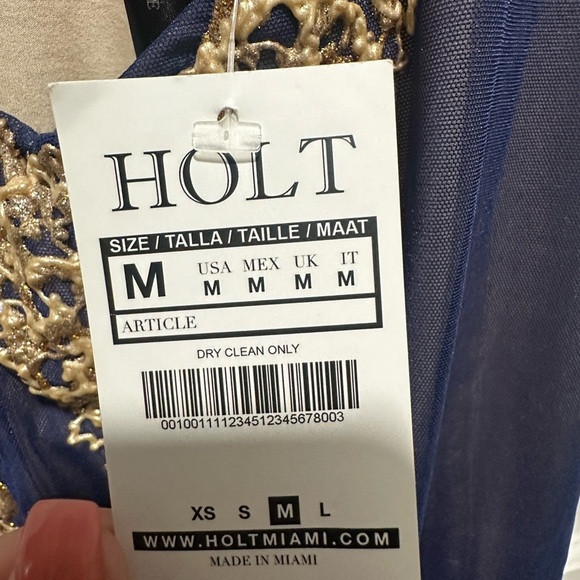 HOLT
SIZE / TALLA / TAILLE / MAAT
M
USA MEX UK IT
M M M M
ARTICLE
DRY CLEAN ONLY
001001111234512345678003
XS S M L
WWW.HOLTMIAMI.COM
MADE IN MIAMI